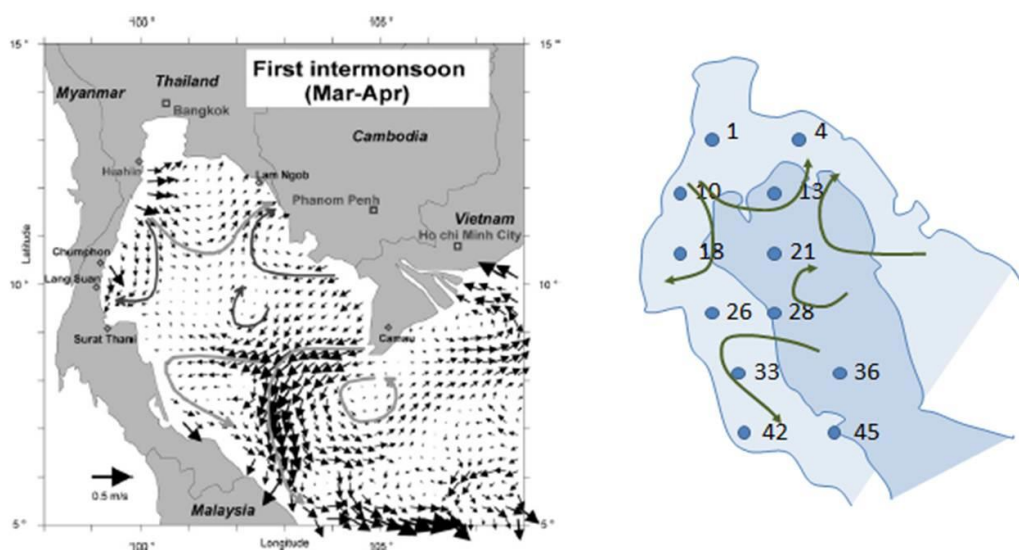 100 °
105 °
15 °
15 °
First intermonsoon
(Mar-Apr)
Thailand
Myanmar
Bangkok
Cambodia
Huahin
Lam Ngob
Phanom Penh
Vietnam
Ho chi Minh City
Latitude
Chumphon
Lang Suan
10 °
10 °
Surat Thani
Camau
0.5 m/s
Malaysia
5 °
5 °
100 °
Longitude
105 °
1
4
10
13
18
21
26
28
33
36
42
45